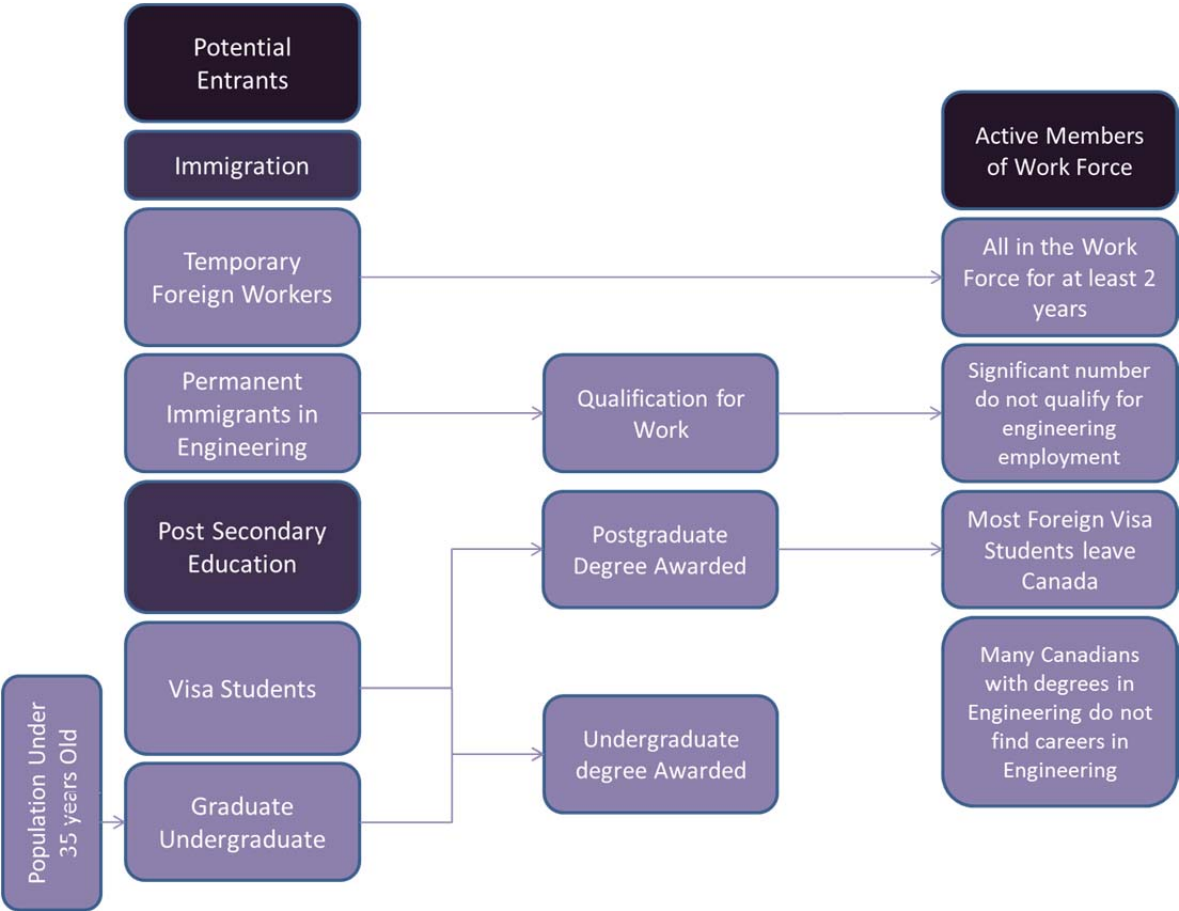 Potential
Entrants
Immigration
Temporary
Foreign Workers
Permanent
Immigrants in
Engineering
Post Secondary
Education
Visa Students
Graduate
Undergraduate
Population Under
35 years Old
Qualification for
Work
Postgraduate
Degree Awarded
Undergraduate
degree Awarded
Active Members
of Work Force
All in the Work
Force for at least 2
years
Significant number
do not qualify for
engineering
employment
Most Foreign Visa
Students leave
Canada
Many Canadians
with degrees in
Engineering do not
find careers in
Engineering